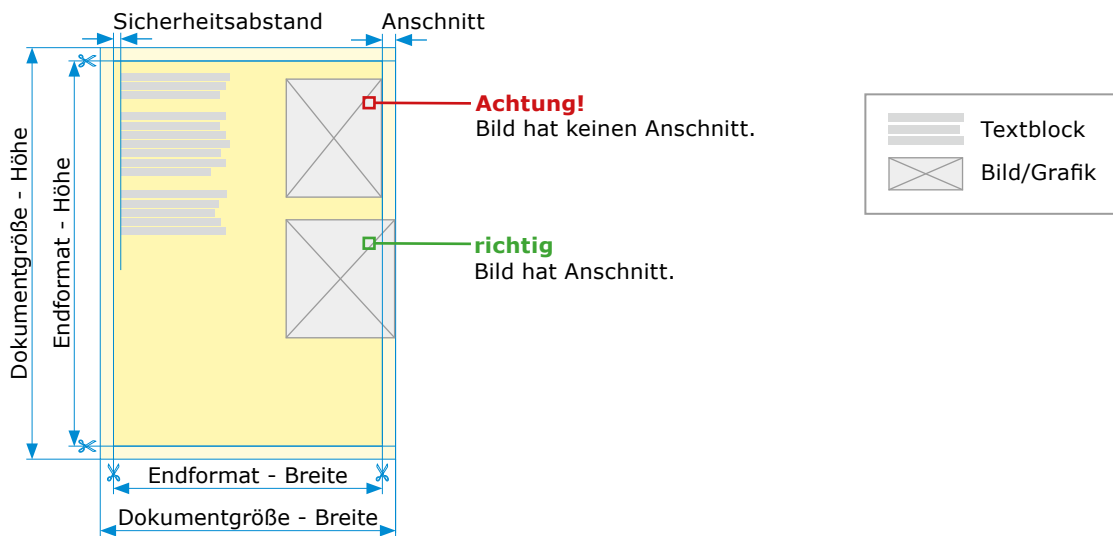 Sicherheitsabstand
Anschnitt
Dokumentgröße - Höhe
Endformat - Höhe
Achtung!
Bild hat keinen Anschnitt.
richtig
Bild hat Anschnitt.
Textblock
Bild/Grafik
Endformat - Breite
Dokumentgröße - Breite